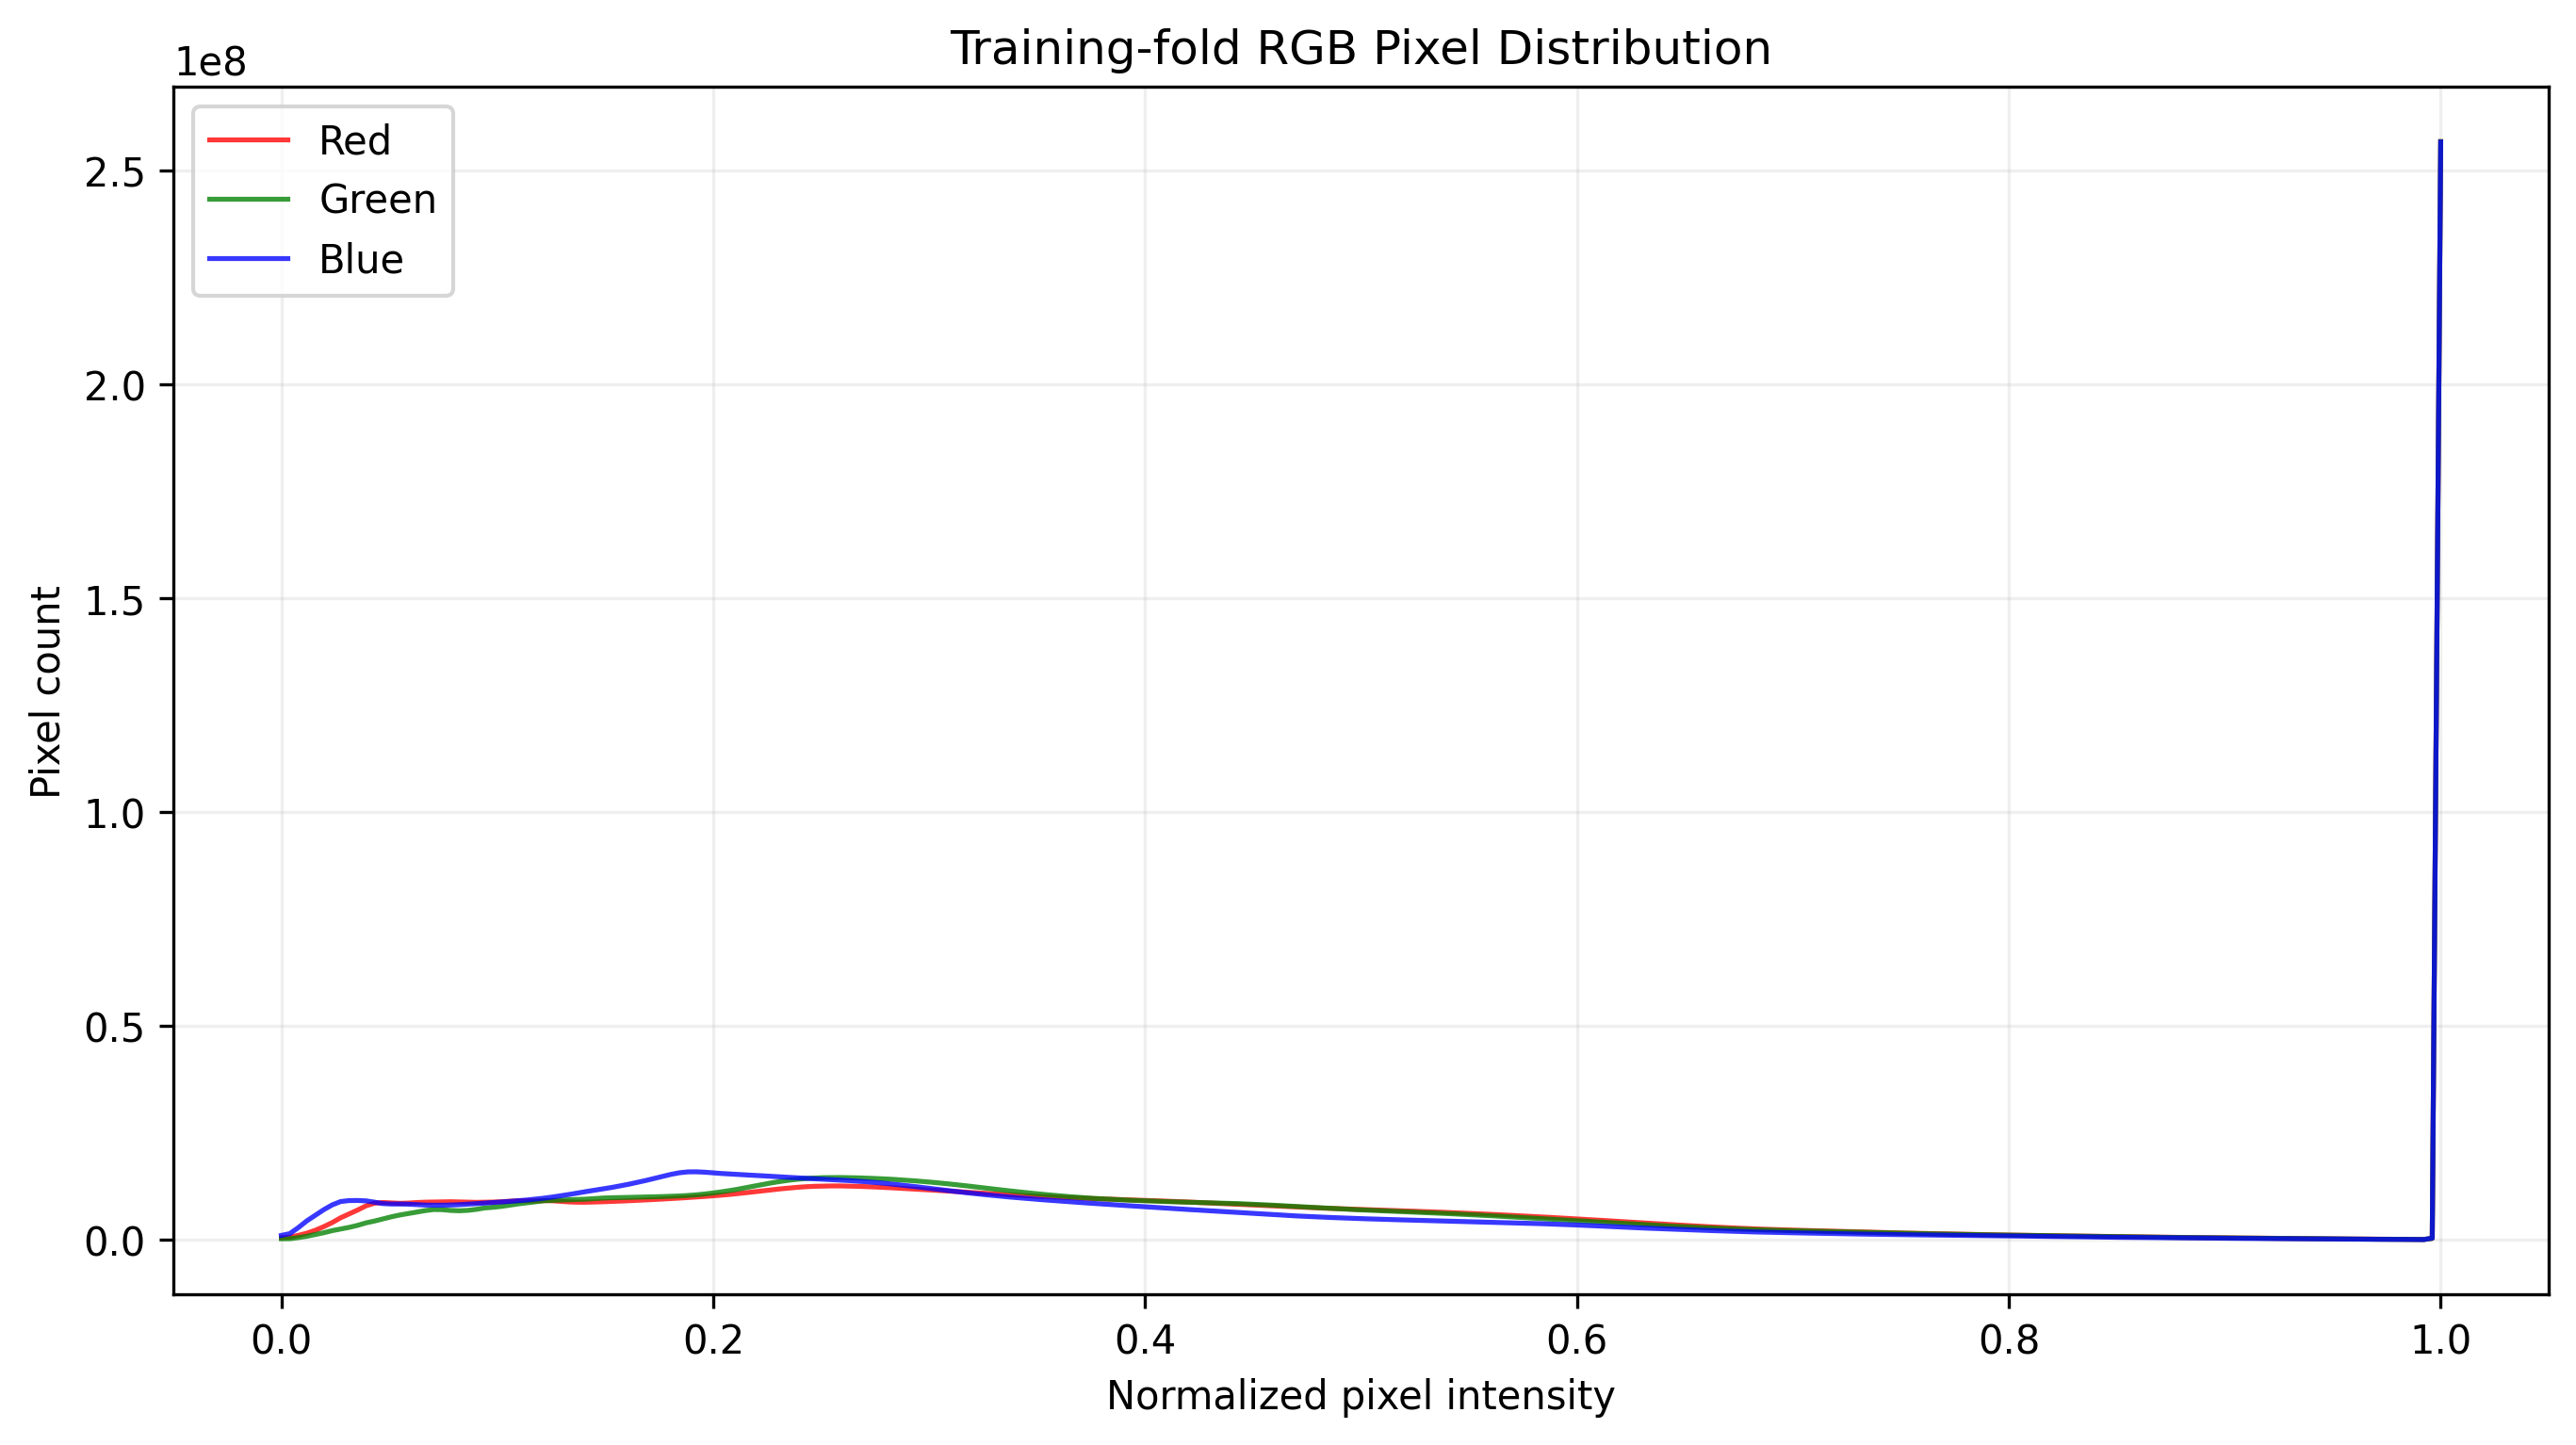 Training-fold RGB Pixel Distribution
1e8
Red
Green
Blue
2.5
2.0
1.5
1.0
0.5
0.0
Pixel count
0.0 0.2 0.4 0.6 0.8 1.0
Normalized pixel intensity